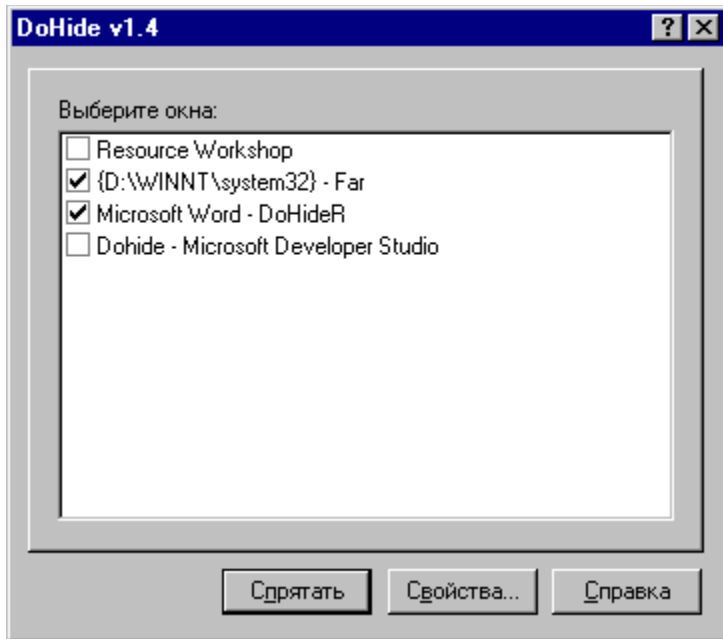 DoHide v1.4
Выберите окна:
Resource Workshop
{D:\WINNT\system32} - Far
Microsoft Word - DoHideR
Dohide - Microsoft Developer Studio
Спрятать Свойства... Справка